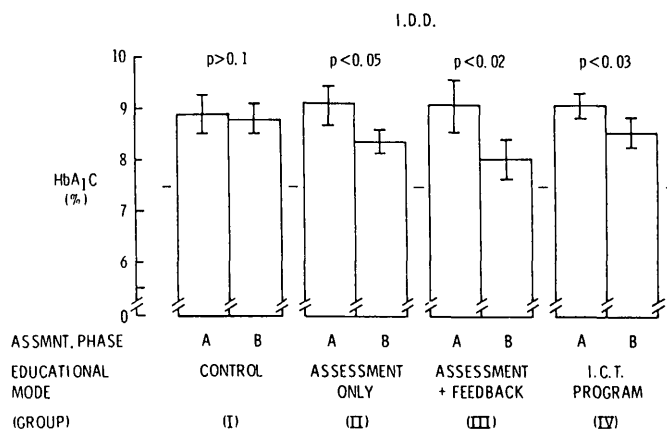 I.D.D.
p>0.1 p<0.05 p<0.02 p<0.03
10
9
8
HbA1C
(%)
7
6
0
ASSMNT. PHASE A B A B A B A B
EDUCATIONAL MODE CONTROL ASSESSMENT ONLY ASSESSMENT + FEEDBACK I.C.T. PROGRAM
(GROUP) (I) (II) (III) (IV)